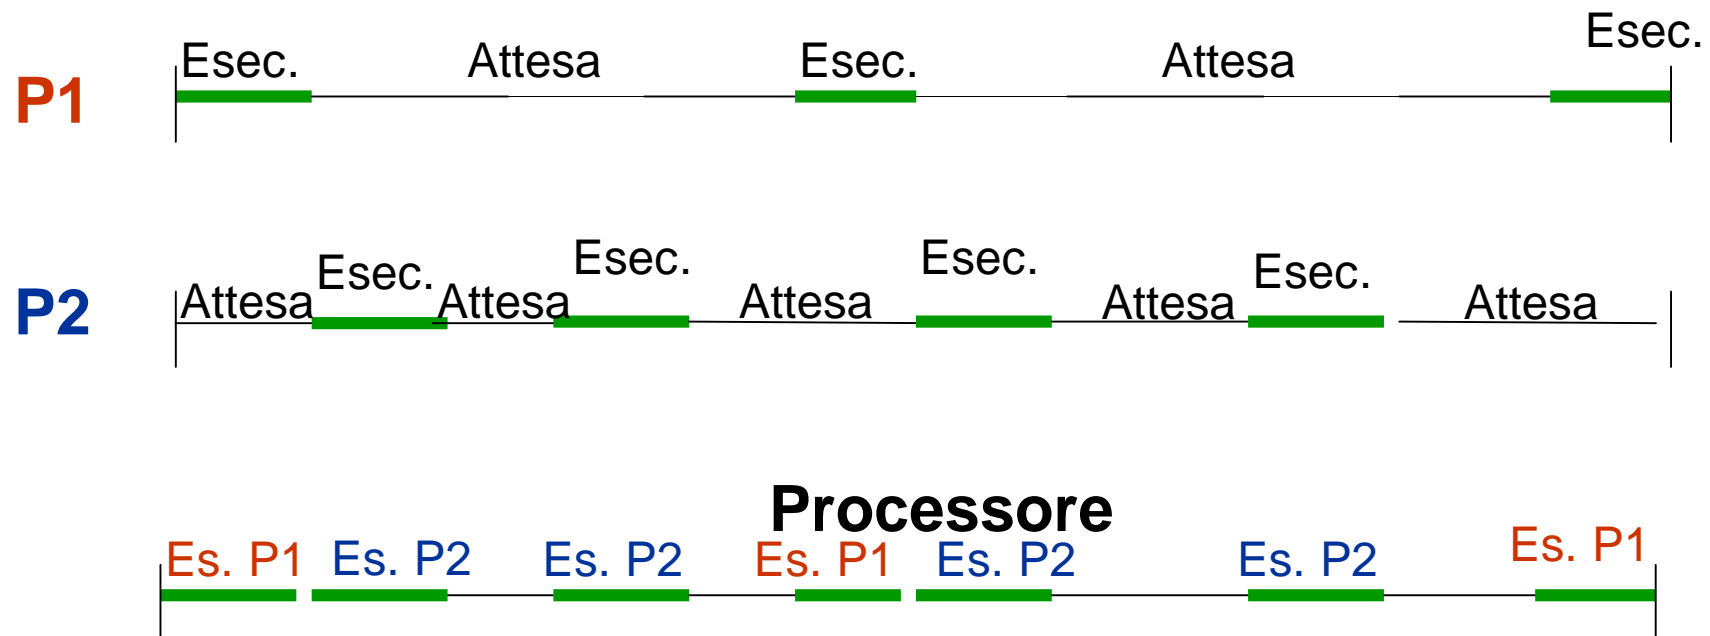 Esec. Attesa Esec. Attesa Esec.
P1
Esec. Esec. Esec. Esec.
P2 Attesa Attesa Attesa Attesa Attesa
Processore
Es. P1 Es. P2 Es. P2 Es. P1 Es. P2 Es. P2 Es. P1